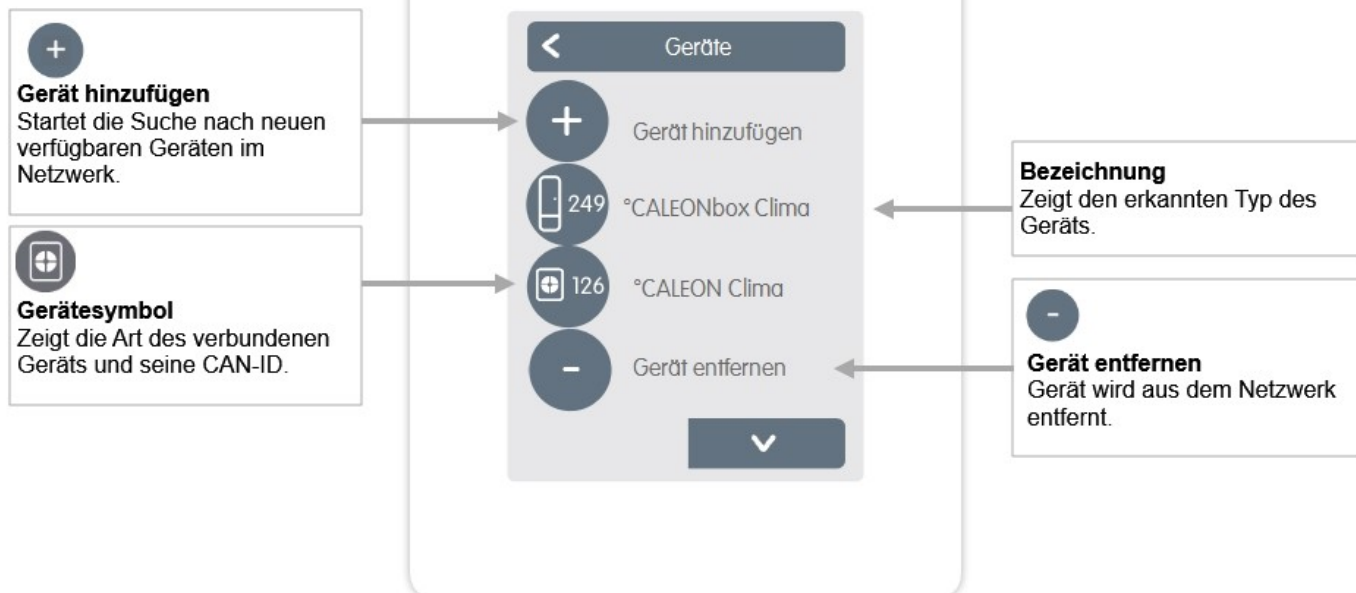 +
Gerät hinzufügen
Startet die Suche nach neuen
verfügbaren Geräten im
Netzwerk.
Gerätesymbol
Zeigt die Art des verbundenen
Geräts und seine CAN-ID.
Geräte
+
Gerät hinzufügen
249
°CALEONbox Clima
126
°CALEON Clima
-
Gerät entfernen
Bezeichnung
Zeigt den erkannten Typ des
Geräts.
-
Gerät entfernen
Gerät wird aus dem Netzwerk
entfernt.